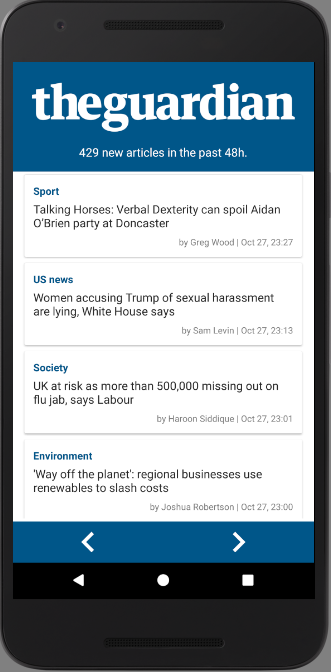 theguardian
429 new articles in the past 48h.
Sport
Talking Horses: Verbal Dexterity can spoil Aidan
O'Brien party at Doncaster
by Greg Wood | Oct 27, 23:27
US news
Women accusing Trump of sexual harassment
are lying, White House says
by Sam Levin | Oct 27, 23:13
Society
UK at risk as more than 500,000 missing out on
flu jab, says Labour
by Haroon Siddique | Oct 27, 23:01
Environment
'Way off the planet': regional businesses use
renewables to slash costs
by Joshua Robertson | Oct 27, 23:00